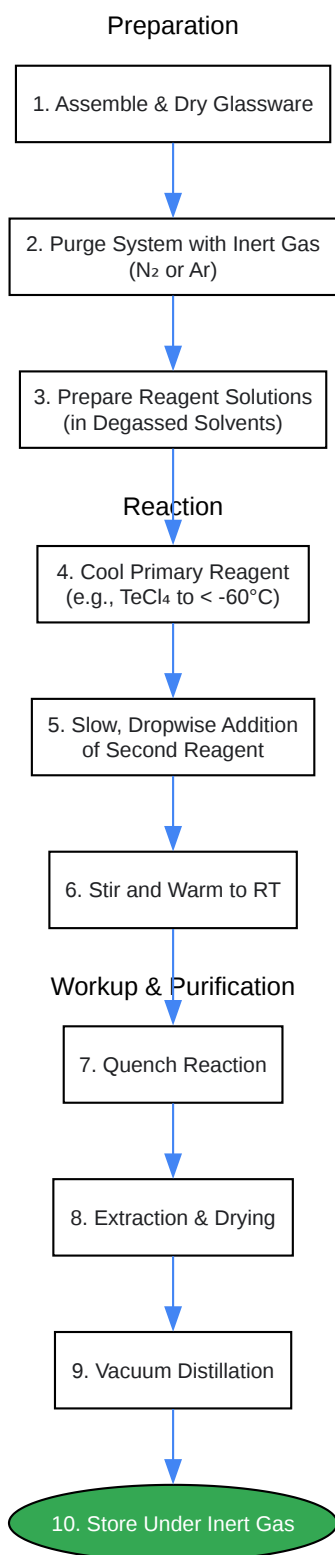 Preparation
1. Assemble & Dry Glassware
2. Purge System with Inert Gas
(N₂ or Ar)
3. Prepare Reagent Solutions
(in Degassed Solvents)
Reaction
4. Cool Primary Reagent
(e.g., TeCl₄ to < -60°C)
5. Slow, Dropwise Addition
of Second Reagent
6. Stir and Warm to RT
Workup & Purification
7. Quench Reaction
8. Extraction & Drying
9. Vacuum Distillation
10. Store Under Inert Gas